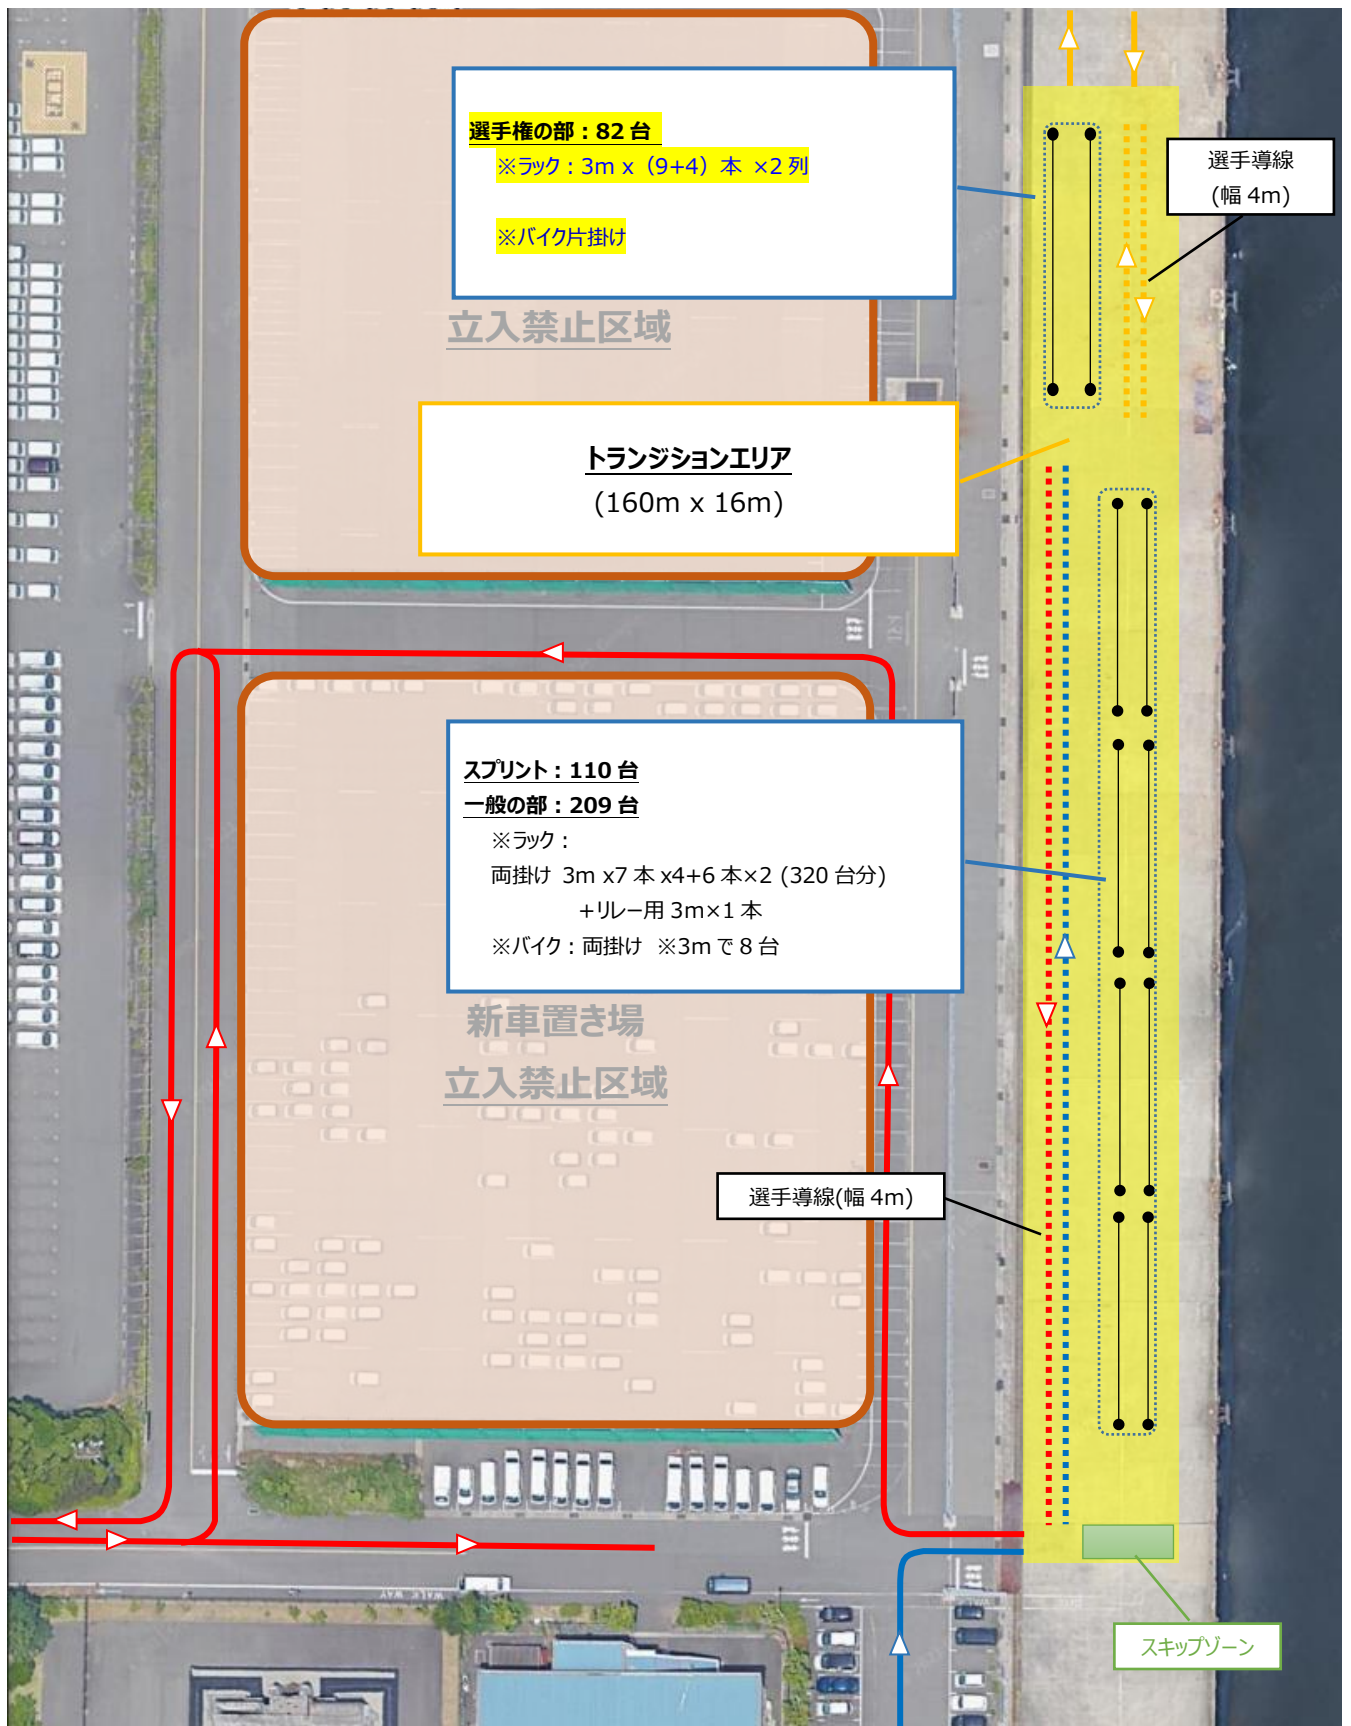 選手権の部：82 台
※ラック：3m x（9+4）本 ×2 列
※バイク片掛け
選手導線
(幅 4m)
立入禁止区域
トランジションエリア
(160m x 16m)
スプリント：110 台
一般の部：209 台
※ラック：
両掛け 3m x7 本 x4+6 本×2 (320 台分)
+リレー用 3m×1 本
※バイク：両掛け ※3m で 8 台
新車置き場
立入禁止区域
選手導線(幅 4m)
WALK WAY
スキップゾーン